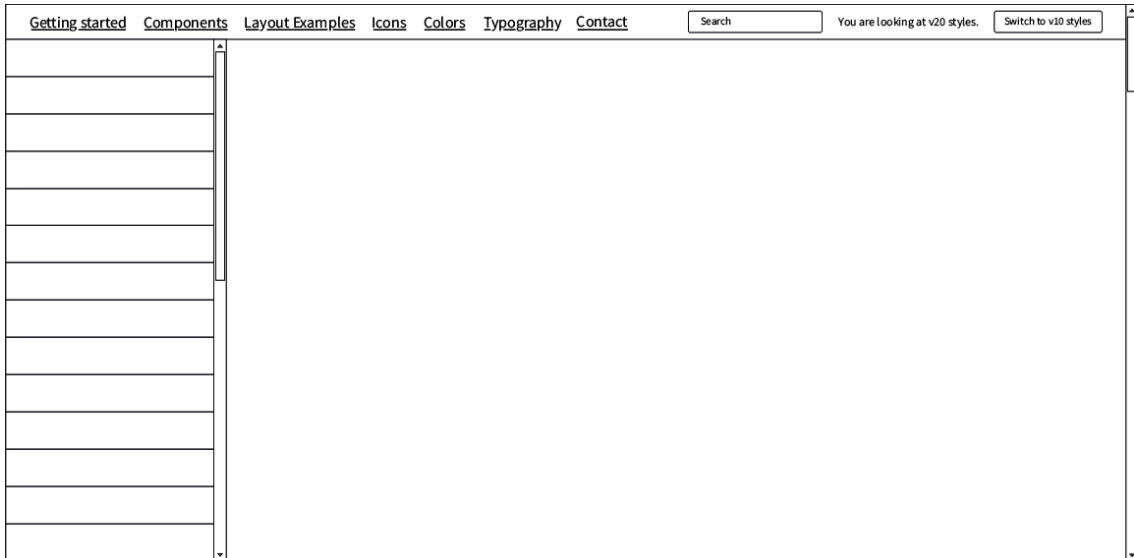 Getting started Components Layout Examples Icons Colors Typography Contact Search You are looking at v20 styles. Switch to v10 styles